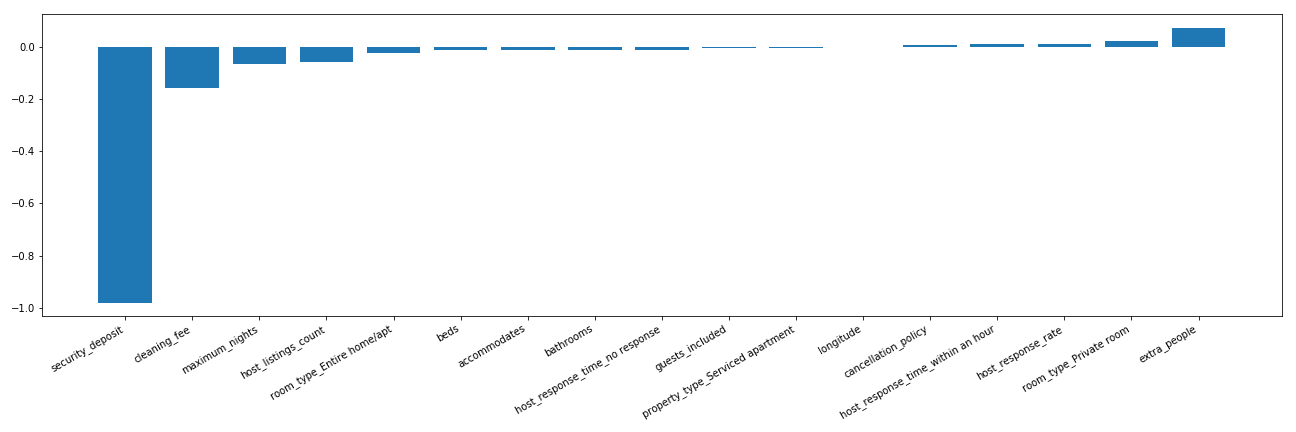 0.0
−0.2
−0.4
−0.6
−0.8
−1.0
security_deposit
cleaning_fee
maximum_nights
host_listings_count
room_type_Entire home/apt
beds
accommodates
bathrooms
host_response_time_no response
guests_included
property_type_Serviced apartment
longitude
cancellation_policy
host_response_time_within an hour
host_response_rate
room_type_Private room
extra_people